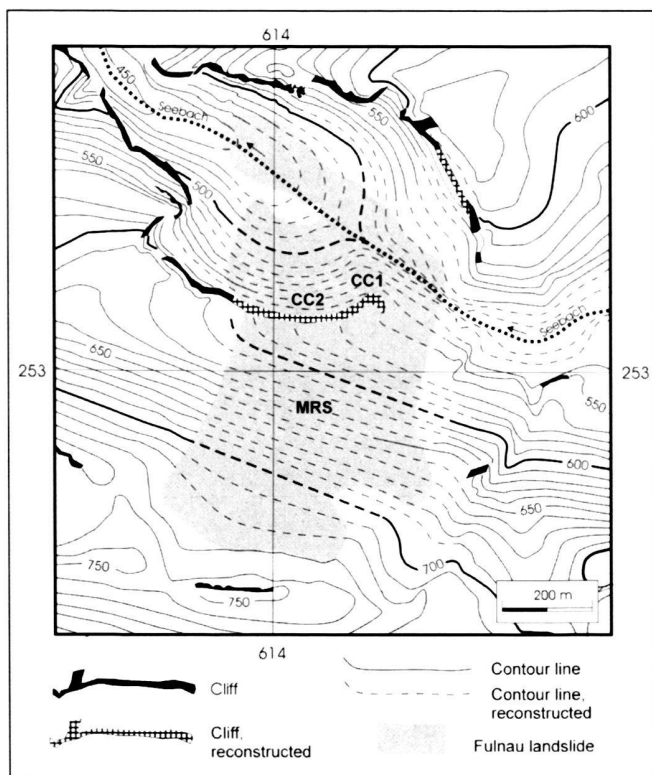 614
450
Seebach
550
600
550
500
CC1
CC2
Seebach
650
253
253
550
MRS
600
650
700
750
750
200 m
614
Cliff
Contour line
Contour line,
reconstructed
Cliff,
reconstructed
Fulnau landslide